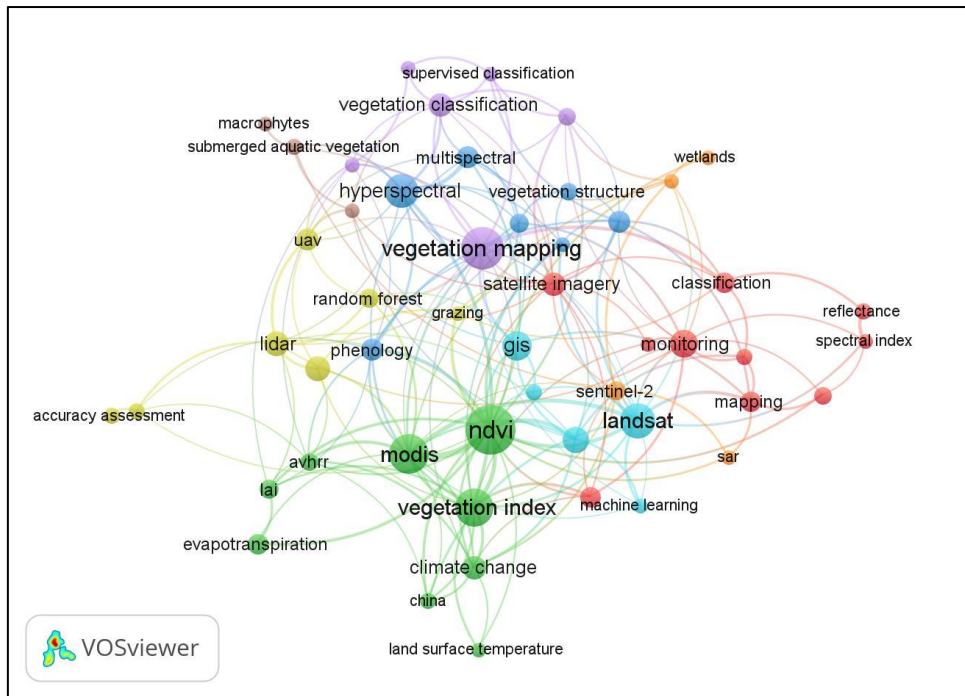 supervised classification
vegetation classification
macrophytes
submerged aquatic vegetation
multispectral
wetlands
hyperspectral
vegetation structure
uav
vegetation mapping
satellite imagery
classification
random forest
grazing
reflectance
lidar
phenology
gis
monitoring
spectral index
sentinel-2
mapping
accuracy assessment
landsat
ndvi
modis
avhrr
sar
lai
vegetation index
machine learning
evapotranspiration
climate change
china
land surface temperature
VOSviewer